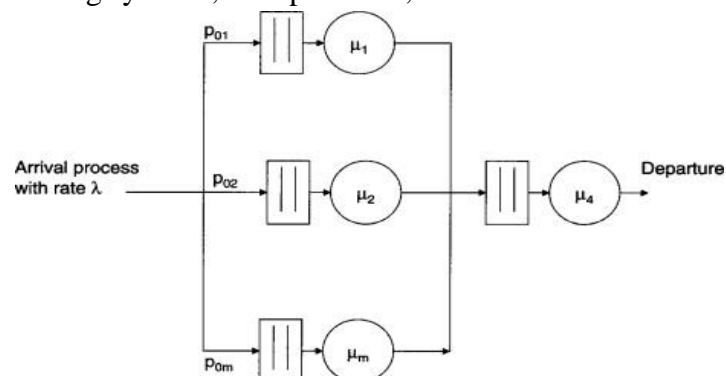 p01
μ1
Arrival process
with rate λ
p02
μ2
μ4
Departure
p0m
μm